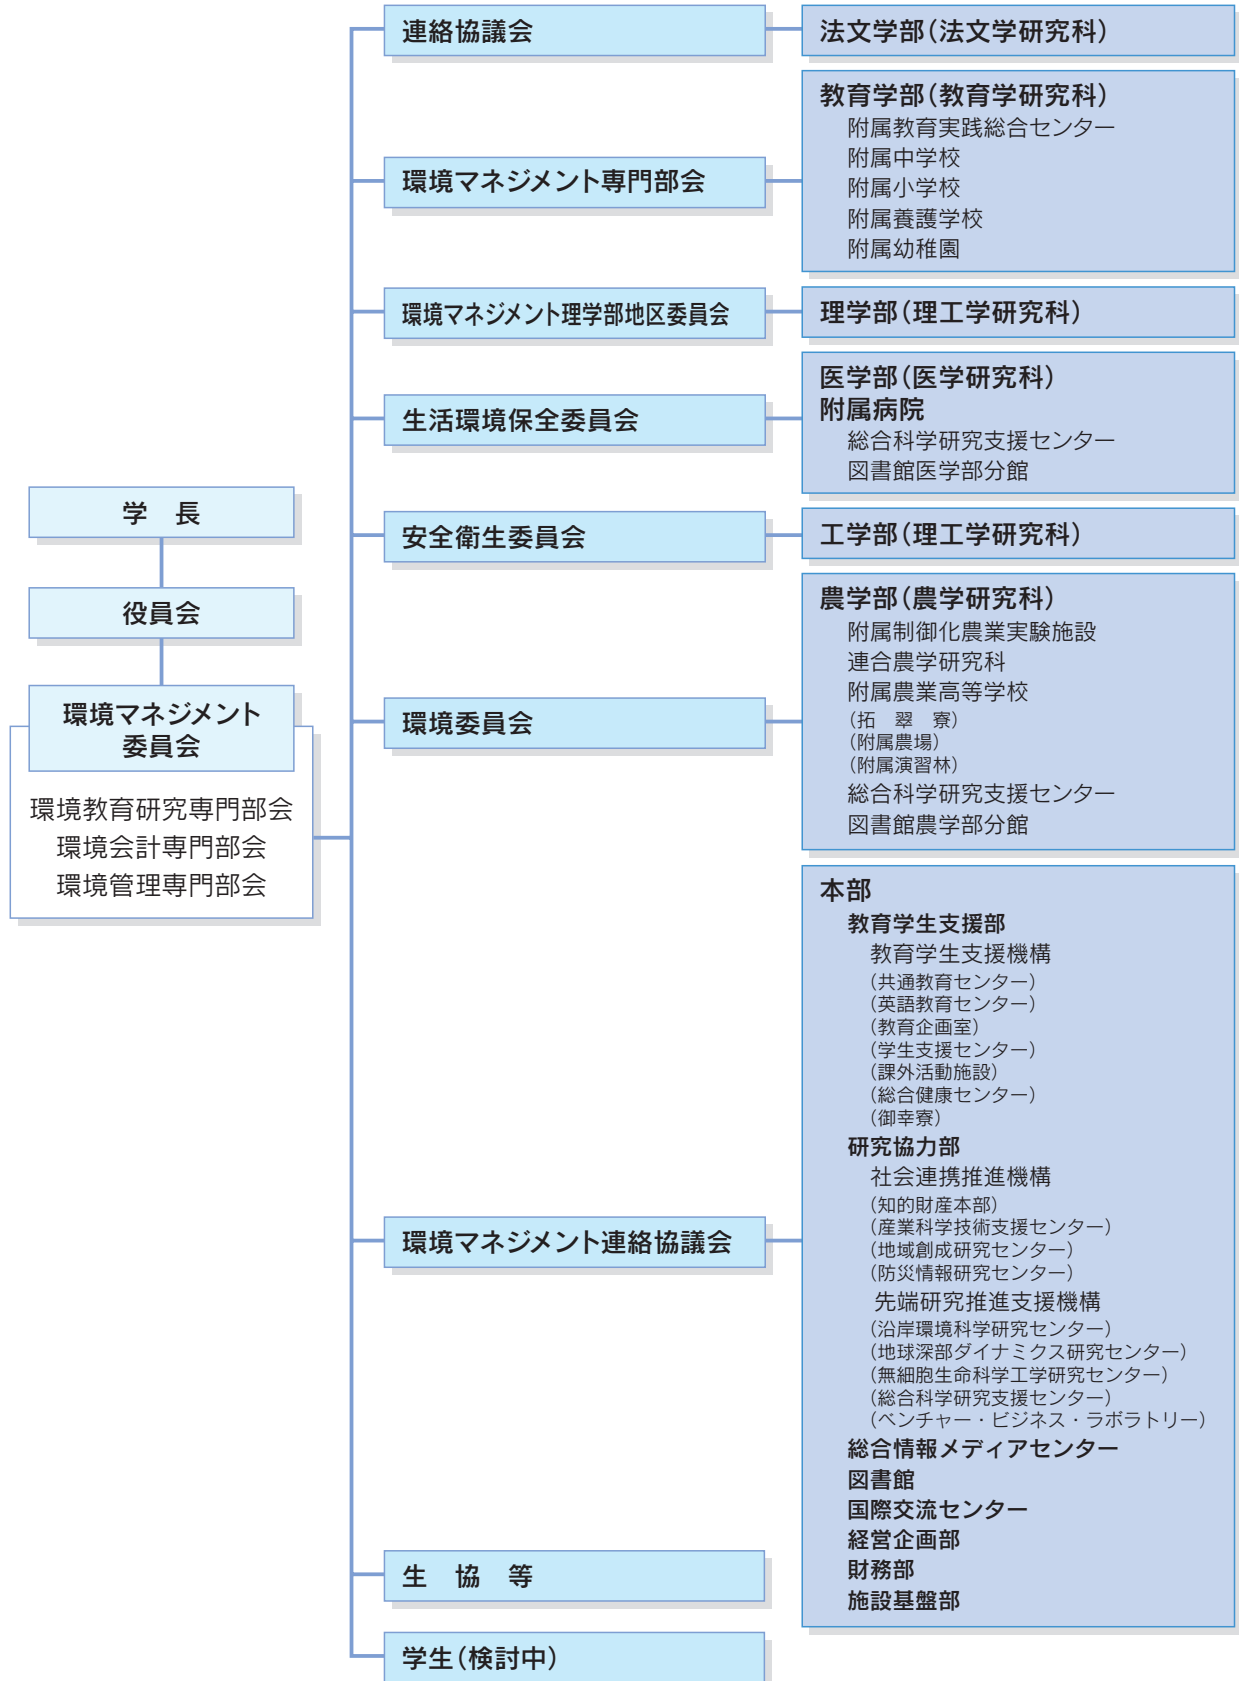 学　長
役員会
環境マネジメント
委員会
環境教育研究専門部会
環境会計専門部会
環境管理専門部会
連絡協議会
法文学部（法文学研究科）
環境マネジメント専門部会
教育学部（教育学研究科）
附属教育実践総合センター
附属中学校
附属小学校
附属養護学校
附属幼稚園
環境マネジメント理学部地区委員会
理学部（理工学研究科）
生活環境保全委員会
医学部（医学研究科）
附属病院
総合科学研究支援センター
図書館医学部分館
安全衛生委員会
工学部（理工学研究科）
環境委員会
農学部（農学研究科）
附属制御化農業実験施設
連合農学研究科
附属農業高等学校
（拓　翠　寮）
（附属農場）
（附属演習林）
総合科学研究支援センター
図書館農学部分館
環境マネジメント連絡協議会
本部
教育学生支援部
教育学生支援機構
（共通教育センター）
（英語教育センター）
（教育企画室）
（学生支援センター）
（課外活動施設）
（総合健康センター）
（御幸寮）
研究協力部
社会連携推進機構
（知的財産本部）
（産業科学技術支援センター）
（地域創成研究センター）
（防災情報研究センター）
先端研究推進支援機構
（沿岸環境科学研究センター）
（地球深部ダイナミクス研究センター）
（無細胞生命科学工学研究センター）
（総合科学研究支援センター）
（ベンチャー・ビジネス・ラボラトリー）
総合情報メディアセンター
図書館
国際交流センター
経営企画部
財務部
施設基盤部
生　協　等
学生（検討中）